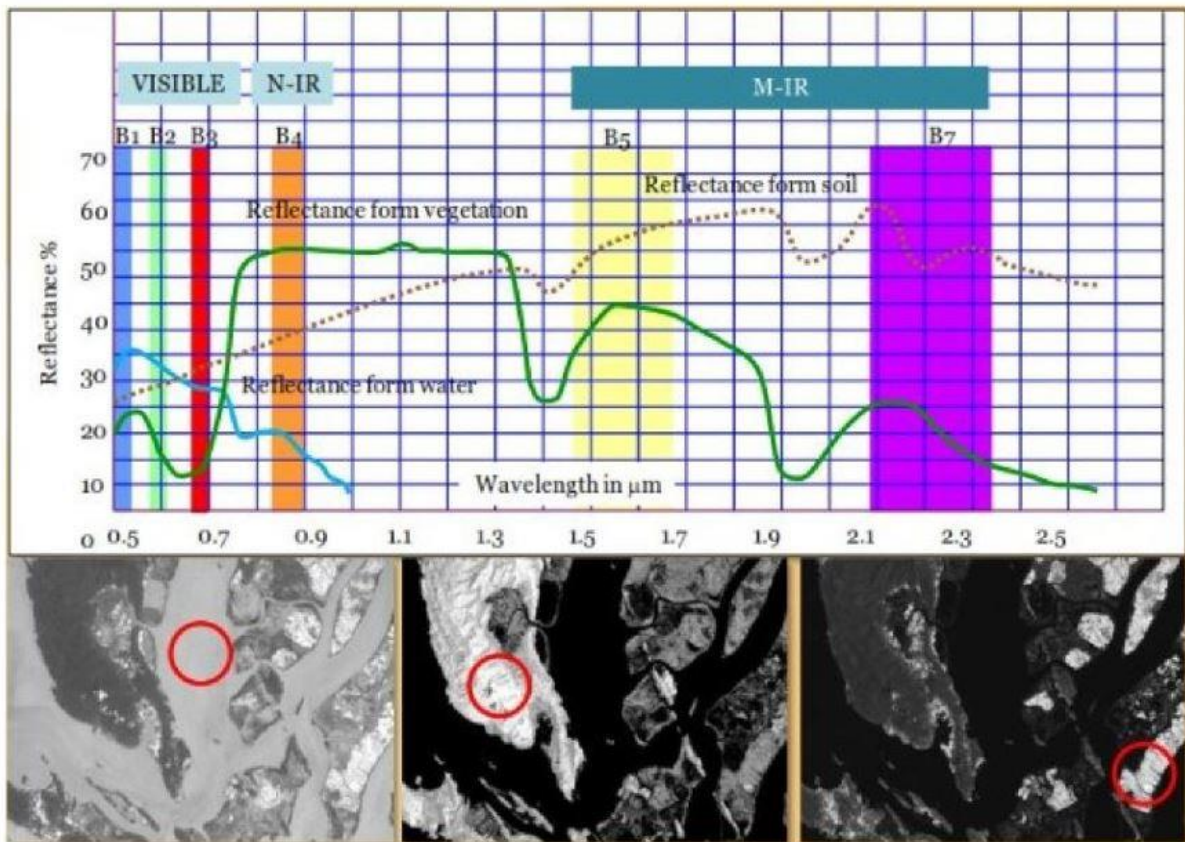 VISIBLE N-IR M-IR
B1 B2 B3 B4 B5 B7
70
Reflectance form soil
60
Reflectance form vegetation
50
40
30
Reflectance form water
20
10
Wavelength in μm
0
Reflectance %
0.5 0.7 0.9 1.1 1.3 1.5 1.7 1.9 2.1 2.3 2.5